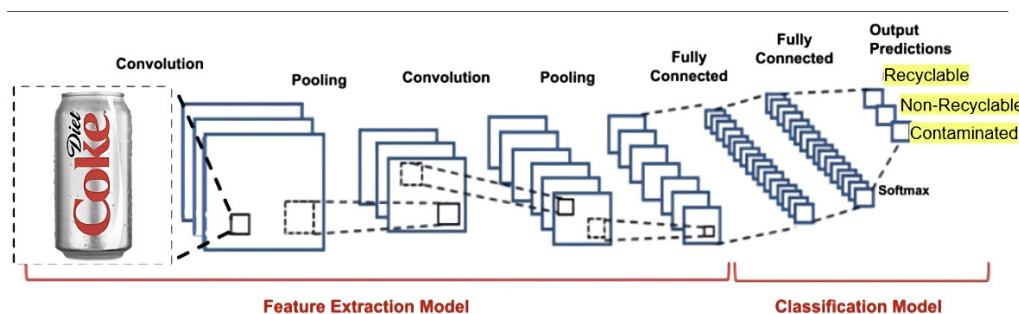 Convolution
Pooling
Convolution
Pooling
Fully
Connected
Fully
Connected
Output
Predictions
Recyclable
Non-Recyclable
Contaminated
Softmax
Diet
Coke
Feature Extraction Model
Classification Model